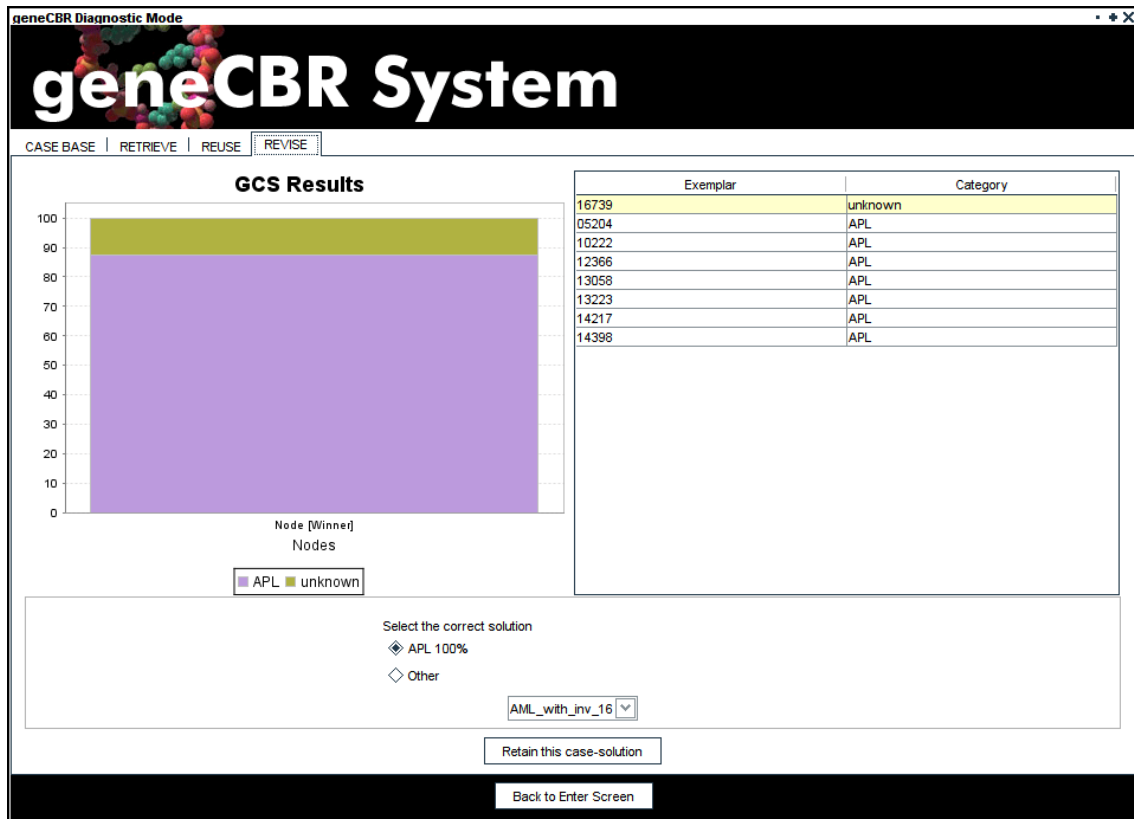 geneCBR Diagnostic Mode
geneCBR System
CASE BASE RETRIEVE REUSE REVISE
GCS Results
100
90
80
70
60
50
40
30
20
10
0
Node [Winner]
Nodes
APL unknown
Exemplar Category
16739 unknown
05204 APL
10222 APL
12366 APL
13058 APL
13223 APL
14217 APL
14398 APL
Select the correct solution
APL 100%
Other
AML_with_inv_16
Retain this case-solution
Back to Enter Screen